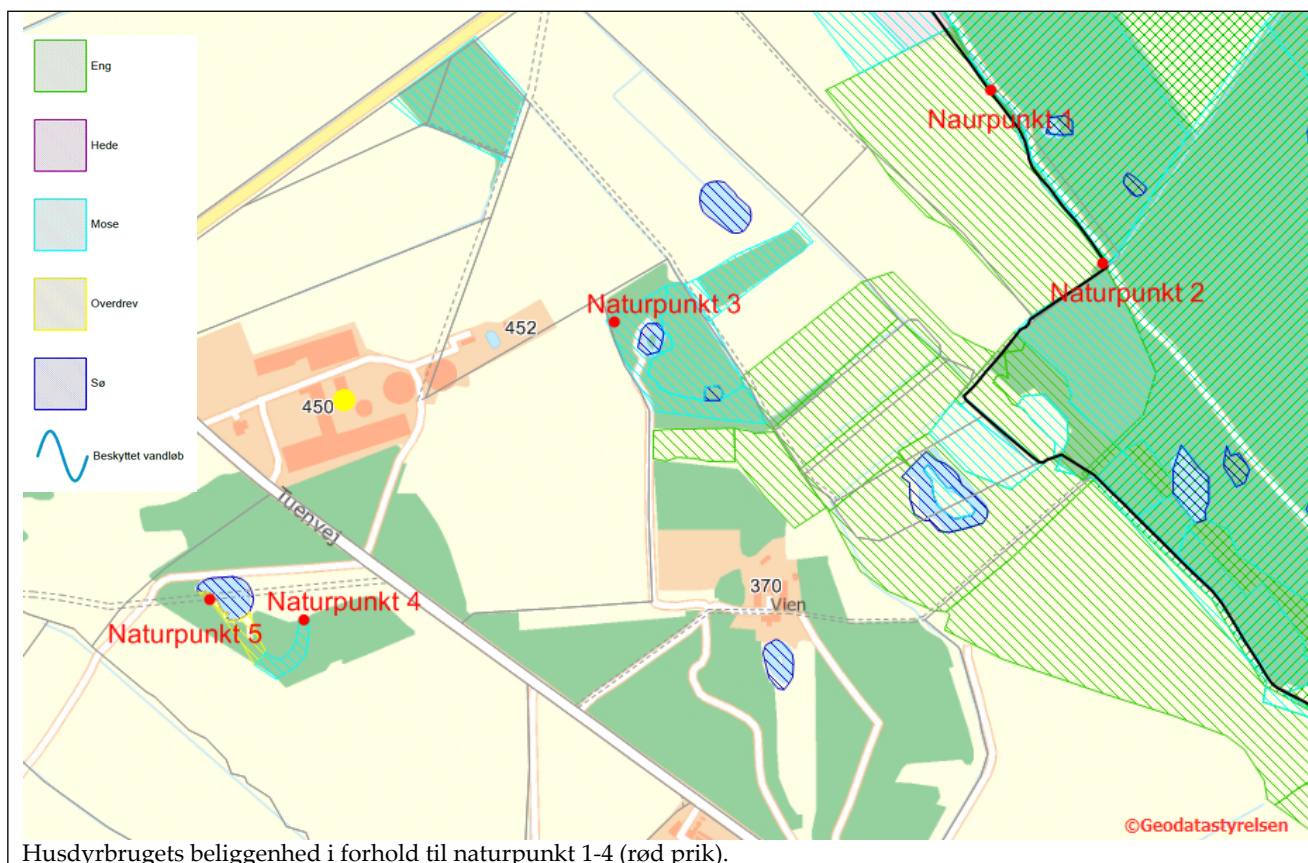 Eng
Hede
Mose
Overdrev
Sø
Beskyttet vandløb
Naurpunkt 1
Naturpunkt 2
Naturpunkt 3
452
450
Tuenvej
370
Vien
Naturpunkt 4
Naturpunkt 5
©Geodatastyrelsen
Husdyrbrugets beliggenhed i forhold til naturpunkt 1-4 (rød prik).